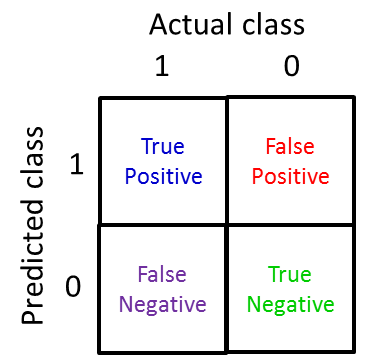 Actual class
1 0
Predicted class
1
True
Positive
False
Positive
0
False
Negative
True
Negative